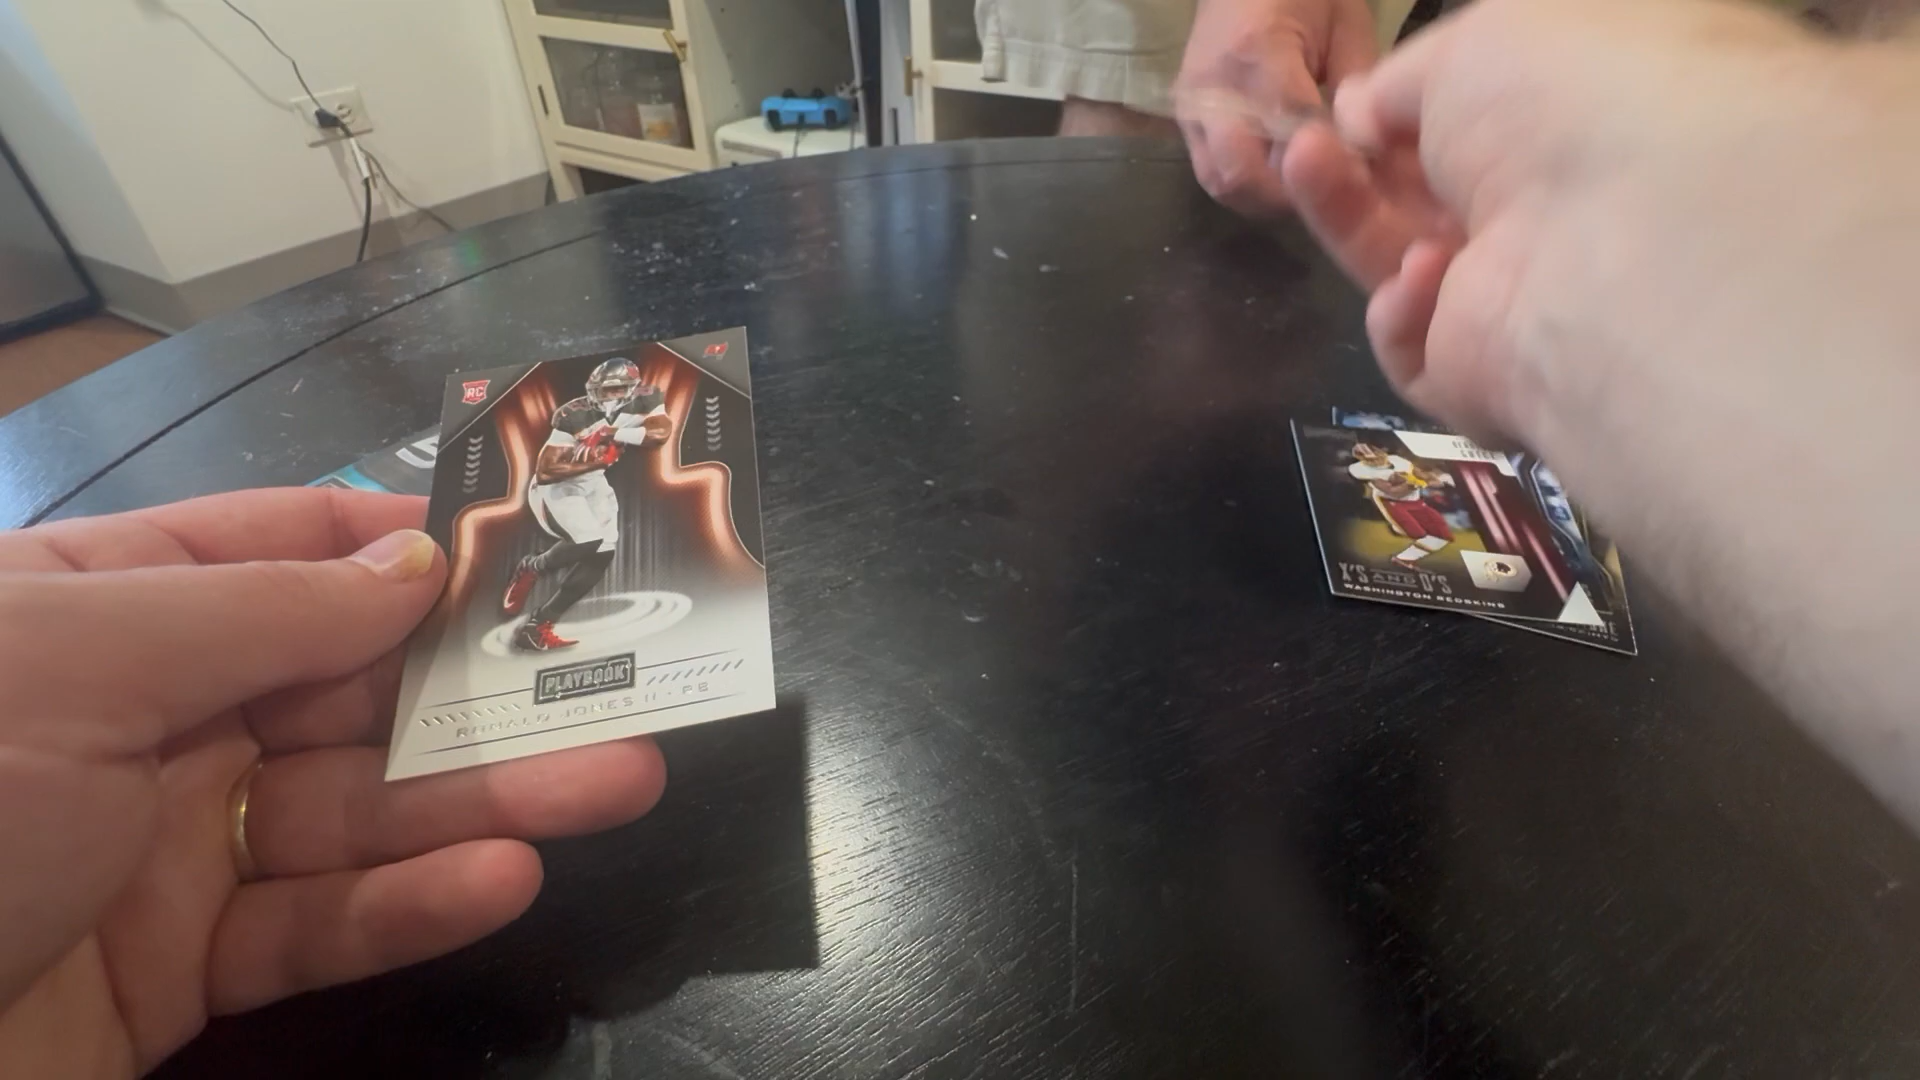 RC
PLAYBOOK
RONALD JONES II - RB
X'S AND O'S
WASHINGTON REDSKINS